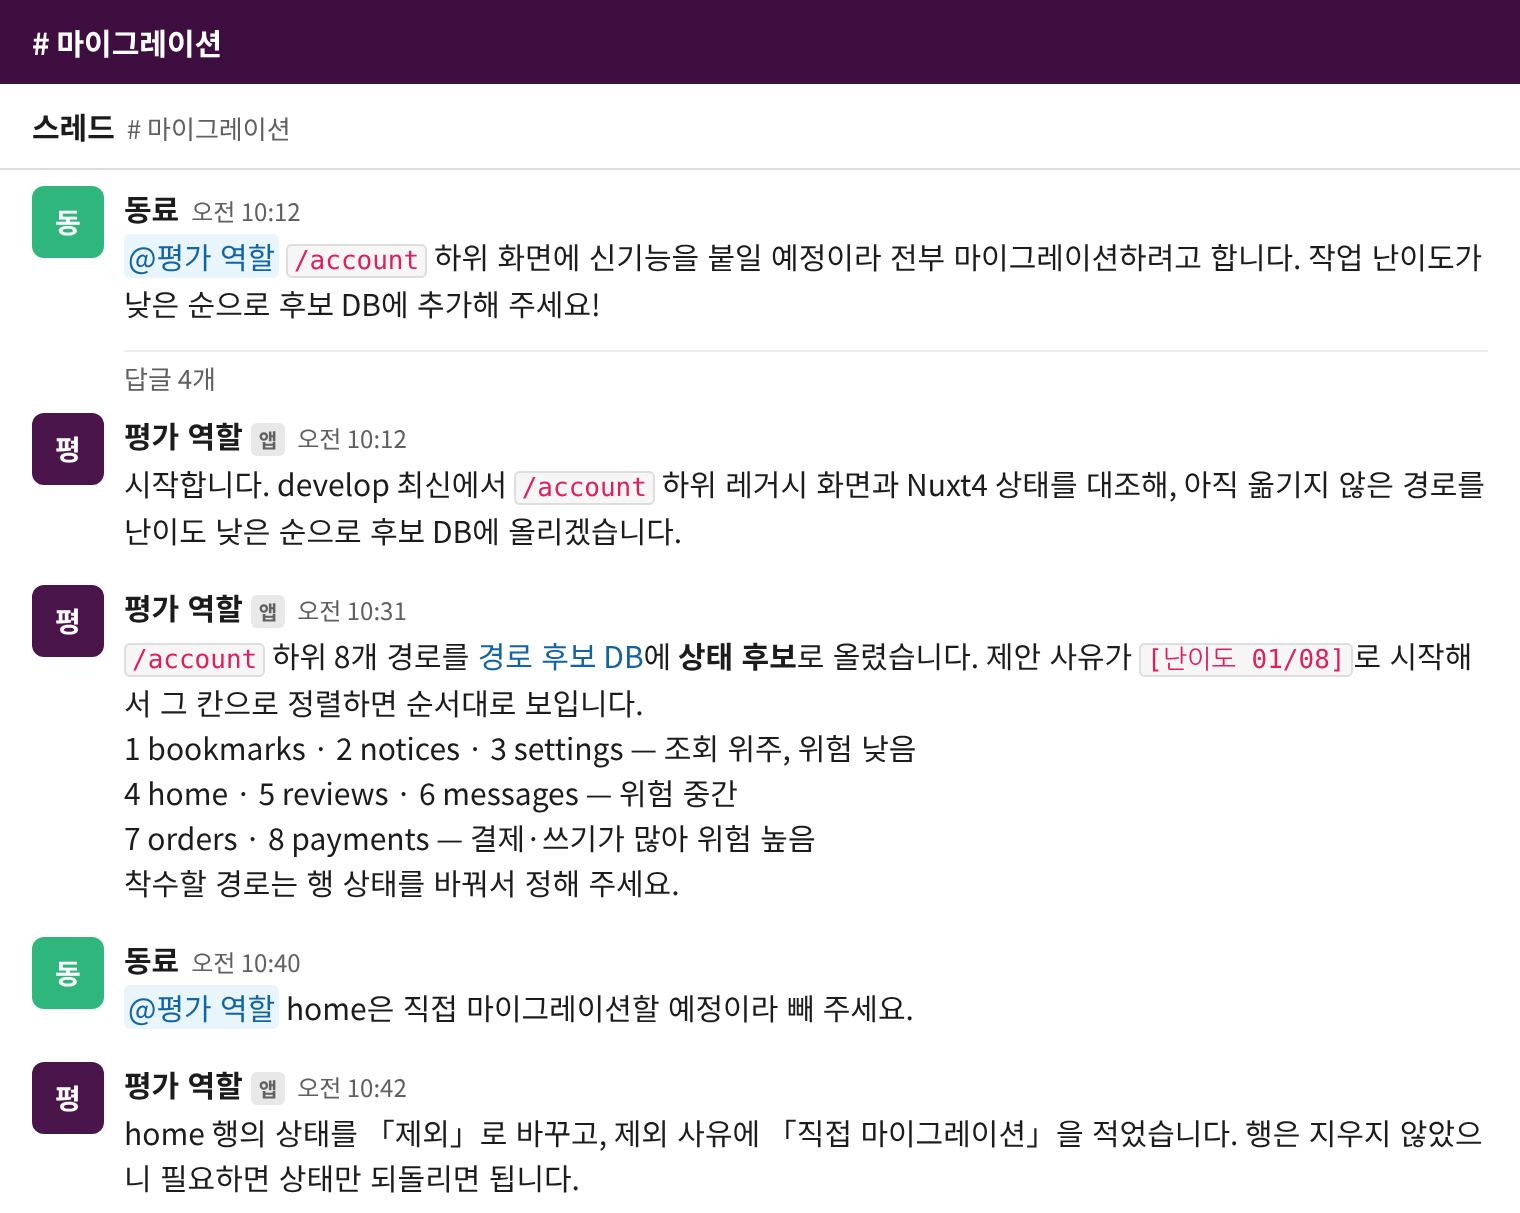 # 마이그레이션
스레드 # 마이그레이션
동
동료 오전 10:12
@평가 역할 /account 하위 화면에 신기능을 붙일 예정이라 전부 마이그레이션하려고 합니다. 작업 난이도가
낮은 순으로 후보 DB에 추가해 주세요!
답글 4개
평
평가 역할 앱 오전 10:12
시작합니다. develop 최신에서 /account 하위 레거시 화면과 Nuxt4 상태를 대조해, 아직 옮기지 않은 경로를
난이도 낮은 순으로 후보 DB에 올리겠습니다.
평
평가 역할 앱 오전 10:31
/account 하위 8개 경로를 경로 후보 DB에 상태 후보로 올렸습니다. 제안 사유가 [난이도 01/08]로 시작해
서 그 칸으로 정렬하면 순서대로 보입니다.
1 bookmarks · 2 notices · 3 settings — 조회 위주, 위험 낮음
4 home · 5 reviews · 6 messages — 위험 중간
7 orders · 8 payments — 결제·쓰기가 많아 위험 높음
착수할 경로는 행 상태를 바꿔서 정해 주세요.
동
동료 오전 10:40
@평가 역할 home은 직접 마이그레이션할 예정이라 빼 주세요.
평
평가 역할 앱 오전 10:42
home 행의 상태를 「제외」로 바꾸고, 제외 사유에 「직접 마이그레이션」을 적었습니다. 행은 지우지 않았으
니 필요하면 상태만 되돌리면 됩니다.